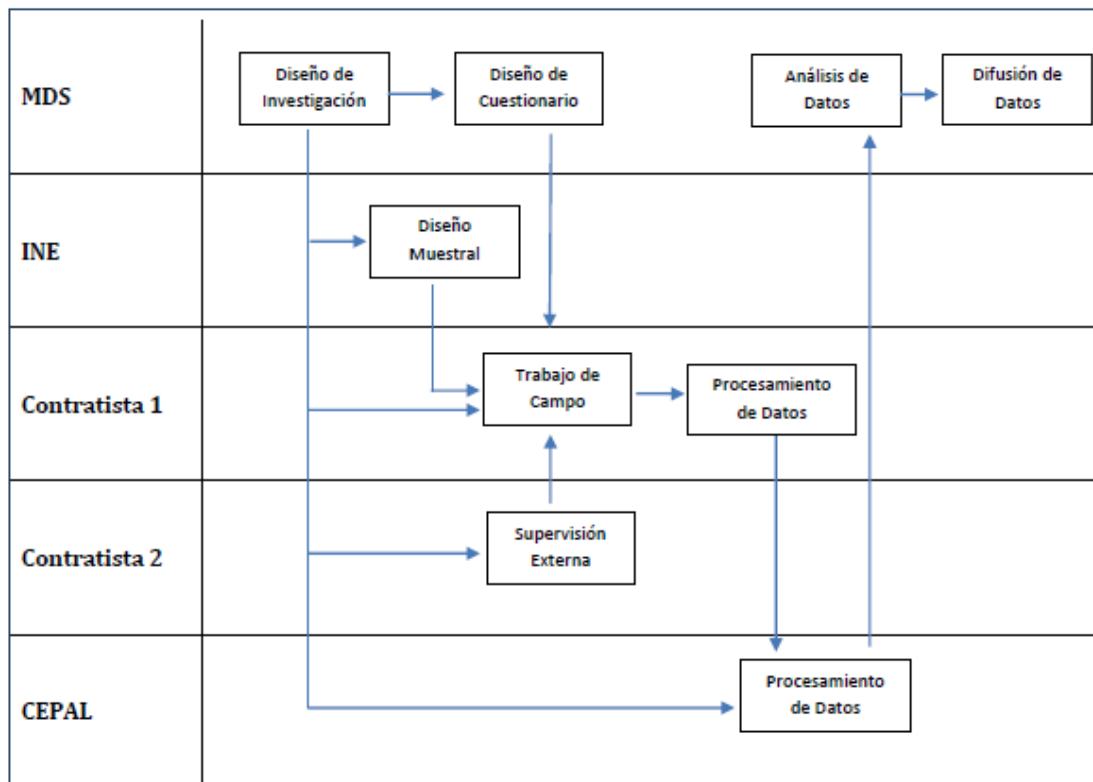 MDS
Diseño de
Investigación
Diseño de
Cuestionario
Análisis de
Datos
Difusión de
Datos
INE
Diseño
Muestral
Contratista 1
Trabajo de
Campo
Procesamiento
de Datos
Contratista 2
Supervisión
Externa
CEPAL
Procesamiento
de Datos